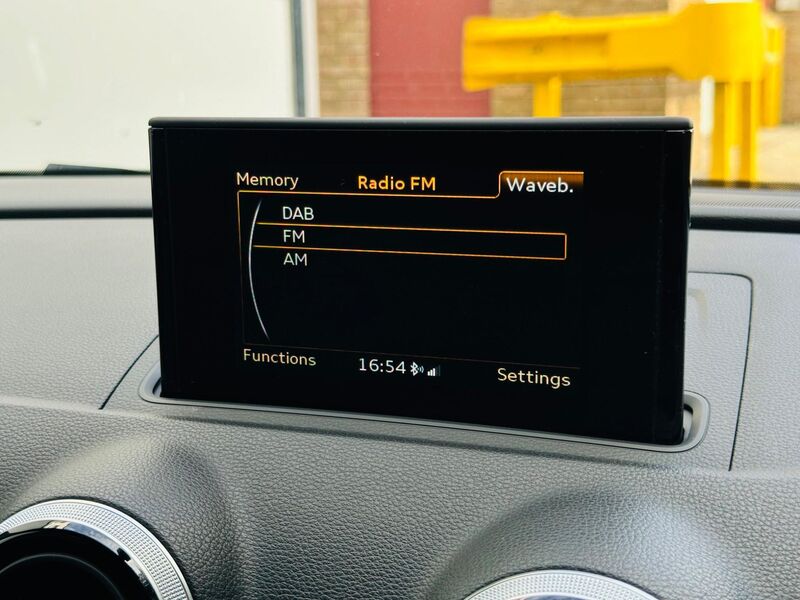 Memory Radio FM Waveb.
DAB
FM
AM
Functions 16:54 Settings